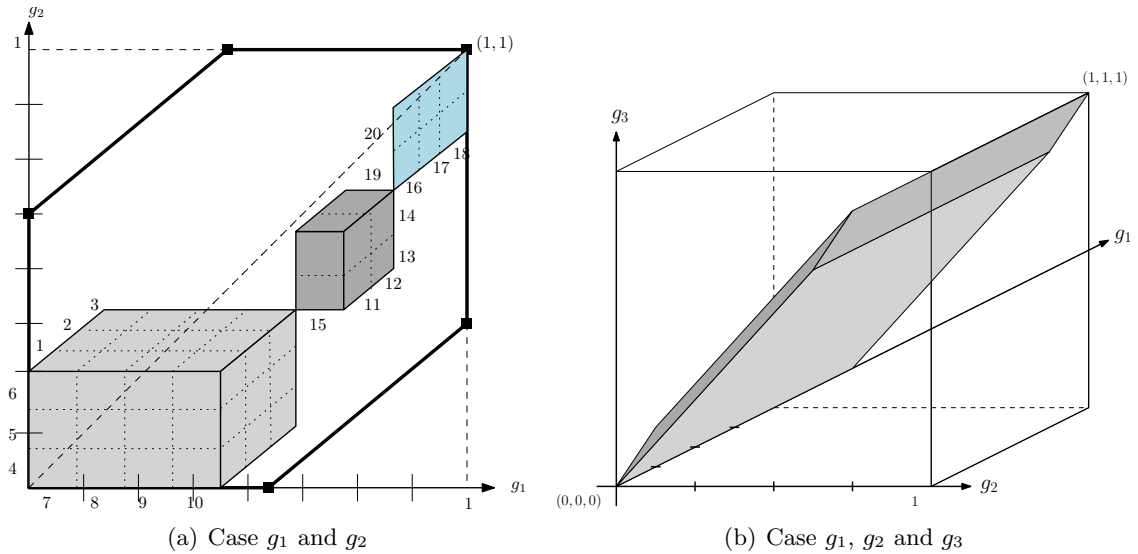 g2
1
(1, 1)
20
18
17
19
16
14
13
12
3
2
15
11
1
6
5
4
7
8
9
10
1
g1
(a) Case g1 and g2
(1, 1, 1)
g3
g1
(0, 0, 0)
1
g2
(b) Case g1, g2 and g3